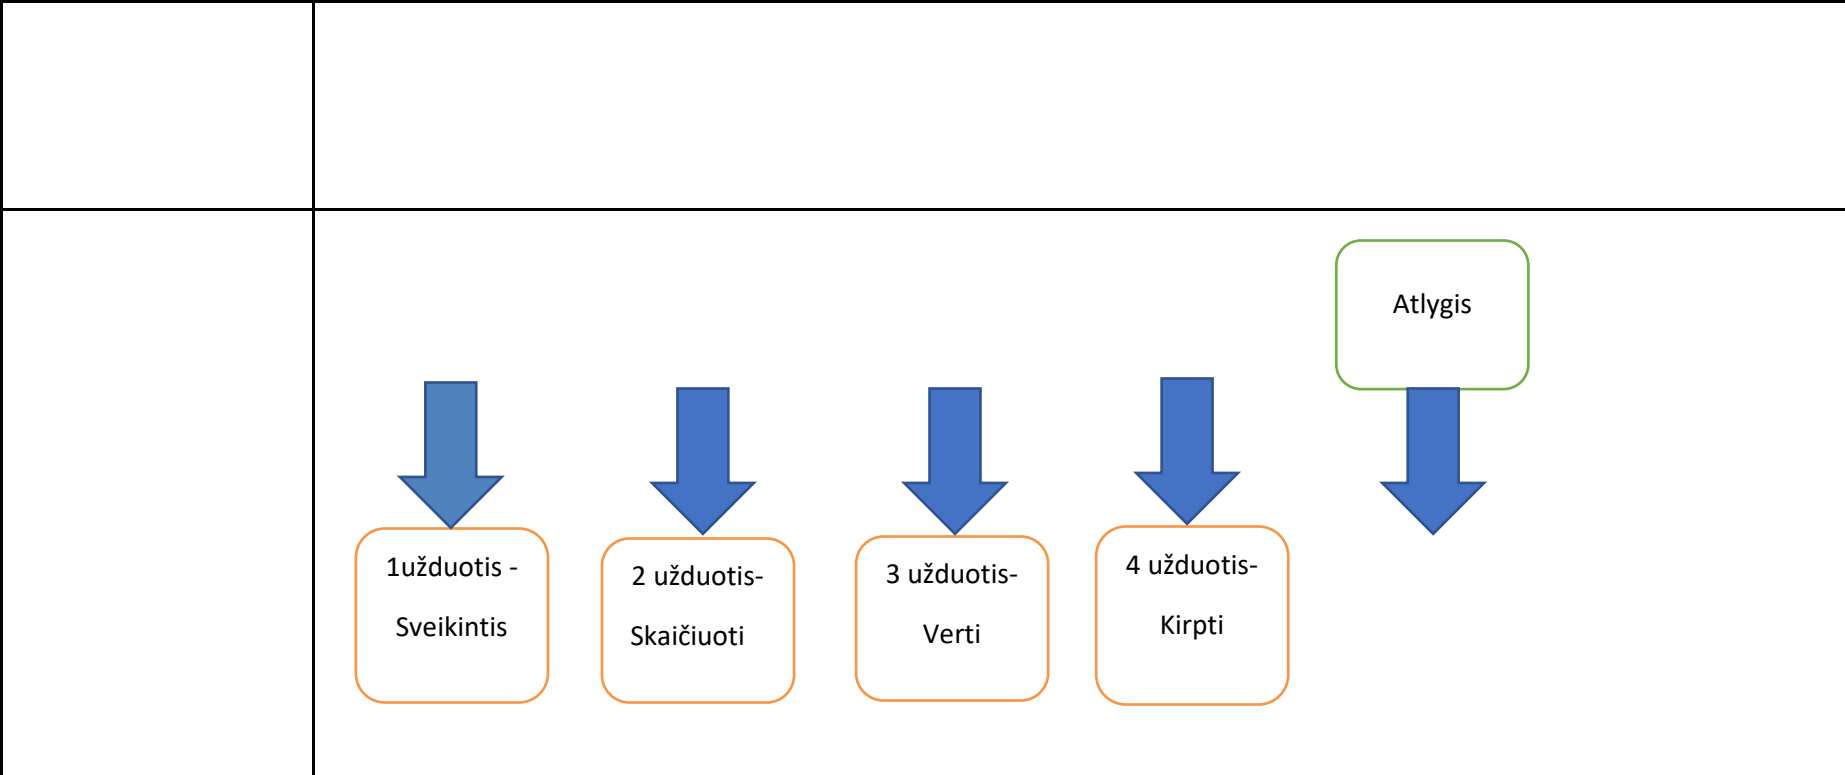 Atlygis
1užduotis -
Sveikintis
2 užduotis-
Skaičiuoti
3 užduotis-
Verti
4 užduotis-
Kirpti